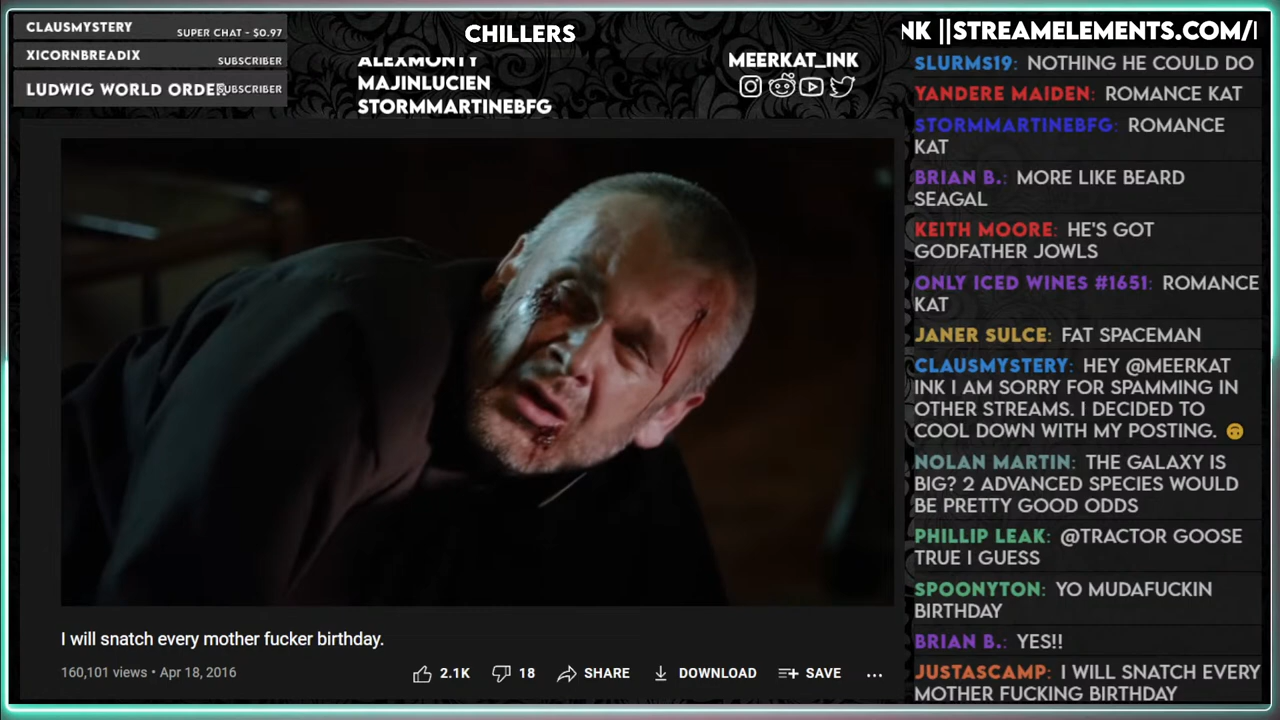 CLAUSMYSTERY
SUPER CHAT - $0.97
XICORNBREADIX
SUBSCRIBER
LUDWIG WORLD ORDER
SUBSCRIBER
CHILLERS
ALEXMONTY
MAJINLUCIEN
STORMMARTINEBFG
MEERKAT_INK
NK ||STREAMELEMENTS.COM/
SLURMS19: NOTHING HE COULD DO
YANDERE MAIDEN: ROMANCE KAT
STORMMARTINEBFG: ROMANCE
KAT
BRIAN B.: MORE LIKE BEARD
SEAGAL
KEITH MOORE: HE'S GOT
GODFATHER JOWLS
ONLY ICED WINES #1651: ROMANCE
KAT
JANER SULCE: FAT SPACEMAN
CLAUSMYSTERY: HEY @MEERKAT
INK I AM SORRY FOR SPAMMING IN
OTHER STREAMS. I DECIDED TO
COOL DOWN WITH MY POSTING. 🙃
NOLAN MARTIN: THE GALAXY IS
BIG? 2 ADVANCED SPECIES WOULD
BE PRETTY GOOD ODDS
PHILLIP LEAK: @TRACTOR GOOSE
TRUE I GUESS
SPOONYTON: YO MUDAFUCKIN
BIRTHDAY
BRIAN B.: YES!!
JUSTASCAMP: I WILL SNATCH EVERY
MOTHER FUCKING BIRTHDAY
I will snatch every mother fucker birthday.
160,101 views • Apr 18, 2016
2.1K
18
SHARE
DOWNLOAD
SAVE